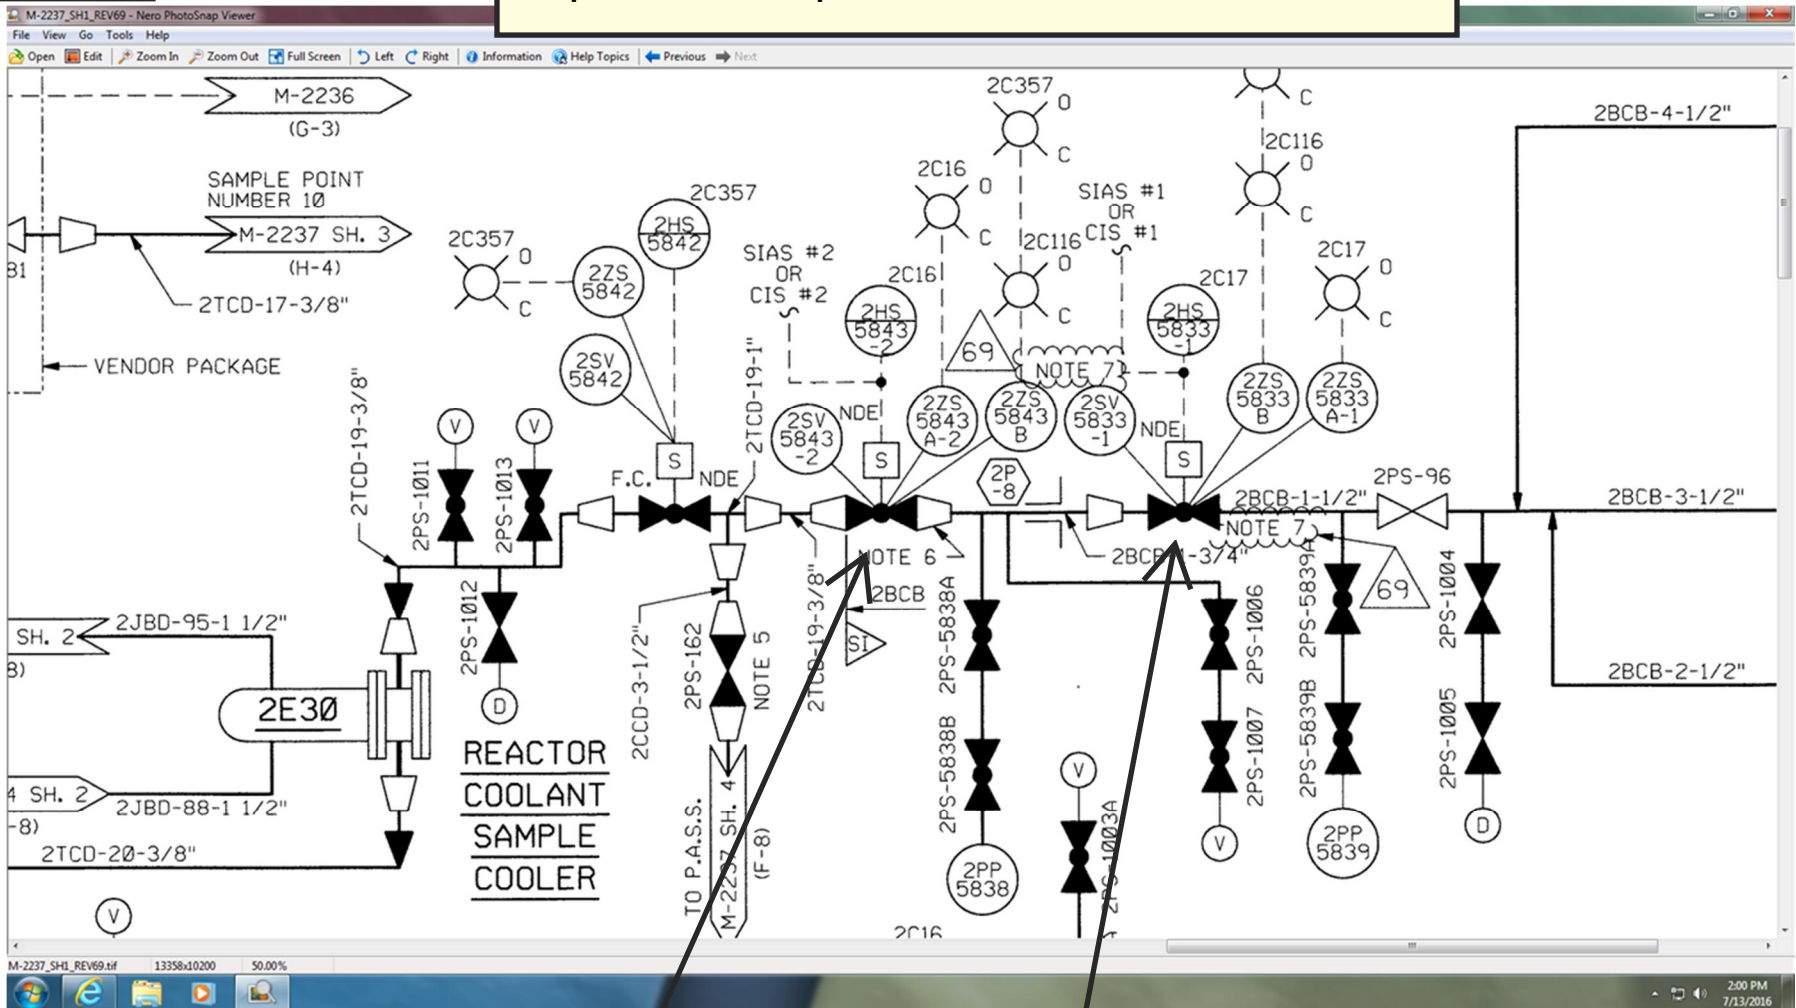 M-2237_SH1_REV69 - Nero PhotoSnap Viewer
File View Go Tools Help
Open Edit Zoom In Zoom Out Full Screen Left Right Information Help Topics Previous Next
M-2236
(G-3)
SAMPLE POINT
NUMBER 10
M-2237 SH. 3
(H-4)
81
2TCD-17-3/8"
VENDOR PACKAGE
2C357
O
C
2ZS
5842
2C357
2HS
5842
2SV
5842
F.C.
S
NDE
2TCD-19-3/8"
V
2PS-1011
V
2PS-1013
2PS-1012
D
2TCD-19-1"
SIAS #2
OR
CIS #2
2C16
2HS
5843
-2
NDE
2SV
5843
-2
S
2C16
O
C
2ZS
5843
A-2
2C357
O
C
2C116
O
C
2ZS
5843
B
69
NOTE 7
SIAS #1
OR
CIS #1
2C17
2HS
5833
-1
2SV
5833
-1
NDE
S
C
2C116
O
C
2ZS
5833
B
2C17
O
C
2ZS
5833
A-1
2P
-8
2BCB-1-1/2"
NOTE 7
2PS-96
69
2BCB-4-1/2"
2BCB-3-1/2"
2BCB-2-1/2"
NOTE 6
2BCB-1-3/4"
2BCB
SI
2TCD-19-3/8"
2CCD-3-1/2"
2PS-162
NOTE 5
TO P.A.S.S.
M-2237 SH. 4
(F-8)
2PS-5838A
2PS-5838B
2PP
5838
2PS-1006
2PS-1007
V
2PS-5839A
2PS-5839B
2PP
5839
2PS-1004
2PS-1005
D
V
2PS-1003A
SH. 2
8)
2JBD-95-1 1/2"
2E30
4 SH. 2
-8)
2JBD-88-1 1/2"
2TCD-20-3/8"
V
REACTOR
COOLANT
SAMPLE
COOLER
2C16
M-2237_SH1_REV69.tif 13358x10200 50.00%
2:00 PM
7/13/2016